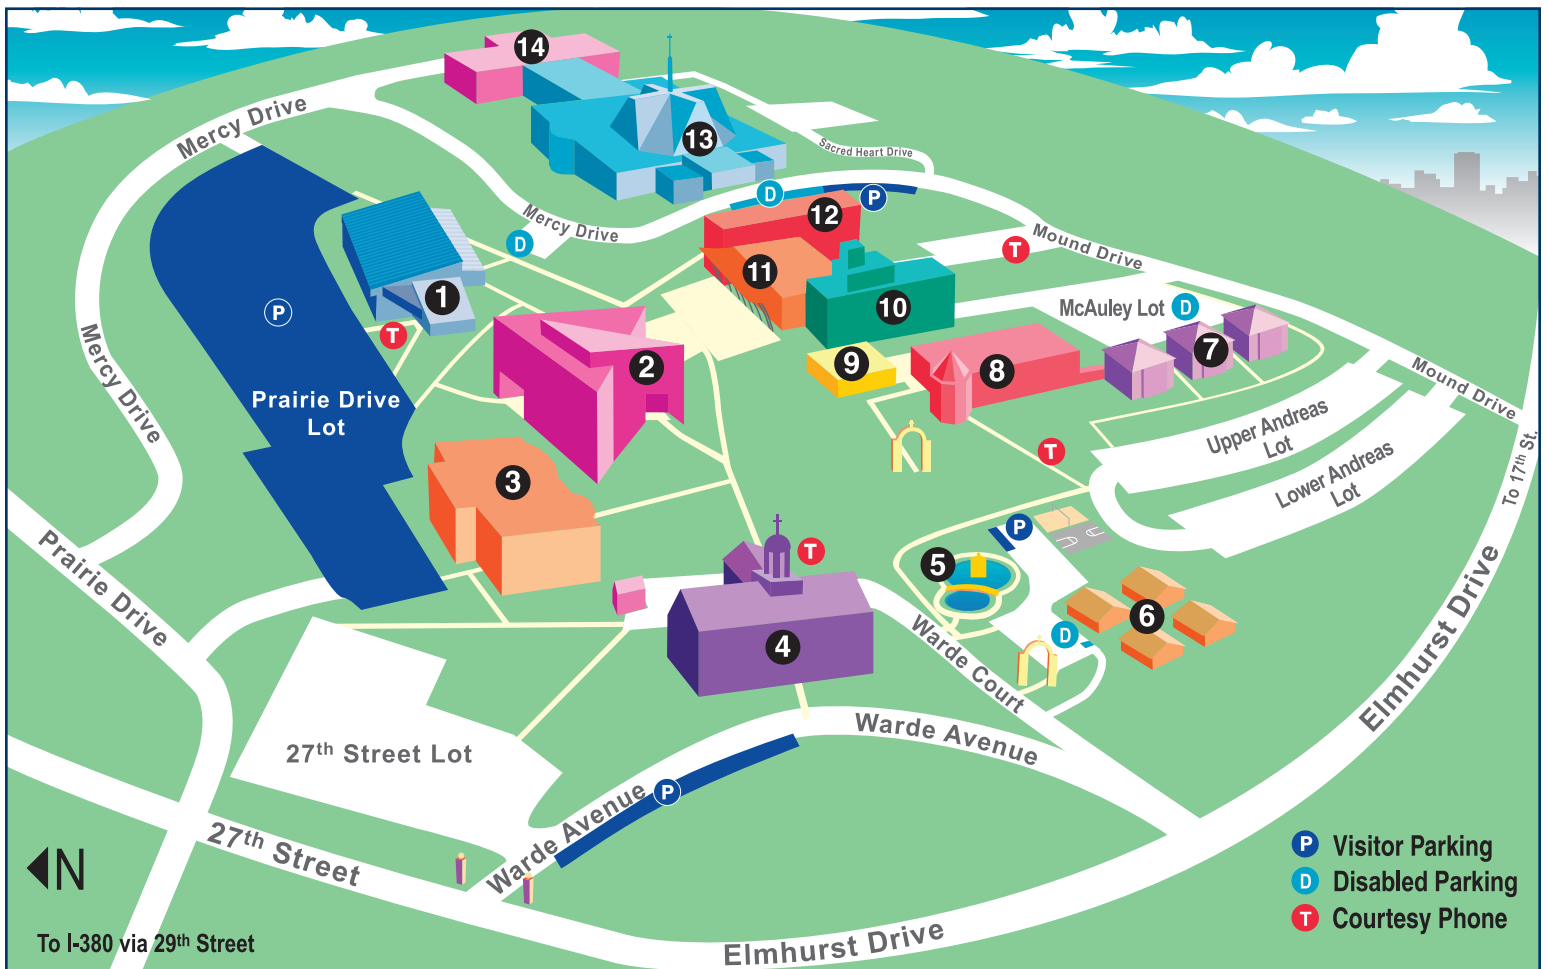 14
Mercy Drive
13
Sacred Heart Drive
D
P
Mercy Drive
12
D
T
Mound Drive
11
1
10
McAuley Lot
D
P
T
Mercy Drive
2
9
8
7
Mound Drive
Prairie Drive
Lot
Upper Andreas
Lot
T
Lower Andreas
Lot
To 17th St.
3
P
T
5
Prairie Drive
6
4
D
Warde Court
Elmhurst Drive
27th Street Lot
Warde Avenue
P
Warde Avenue
27th Street
N
To I-380 via 29th Street
Elmhurst Drive
P Visitor Parking
D Disabled Parking
T Courtesy Phone